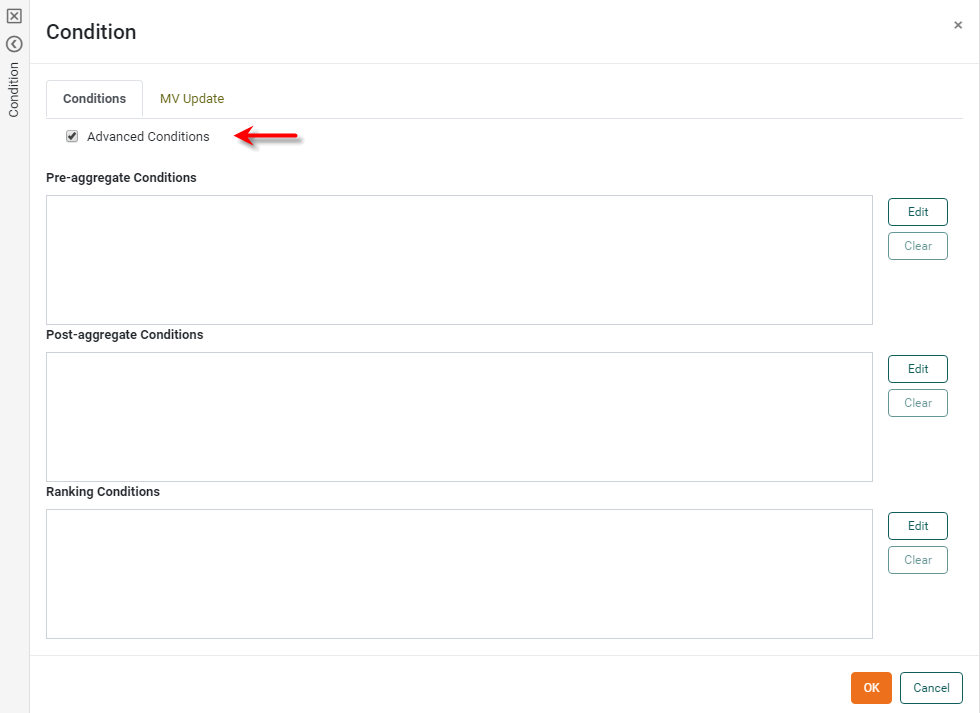 Condition
Condition
×
Conditions
MV Update
Advanced Conditions
Pre-aggregate Conditions
Edit
Clear
Post-aggregate Conditions
Edit
Clear
Ranking Conditions
Edit
Clear
OK
Cancel